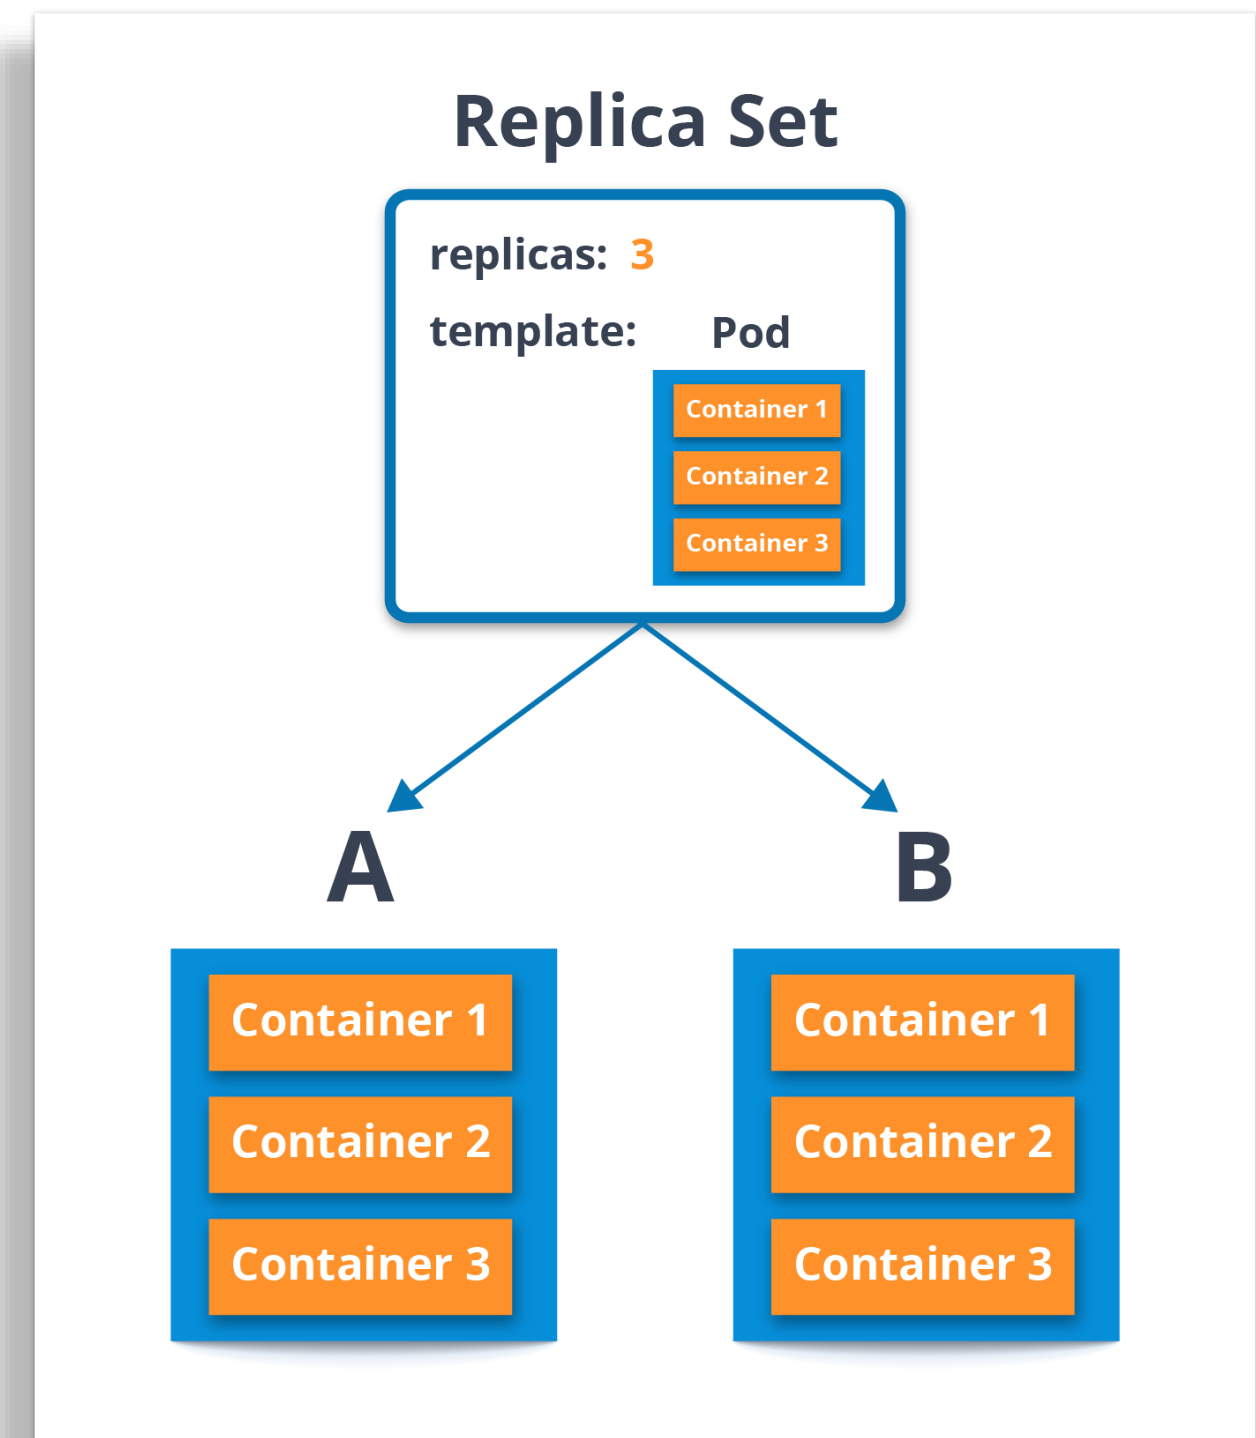 Replica Set
replicas: 3
template: Pod
Container 1
Container 2
Container 3
A
Container 1
Container 2
Container 3
B
Container 1
Container 2
Container 3